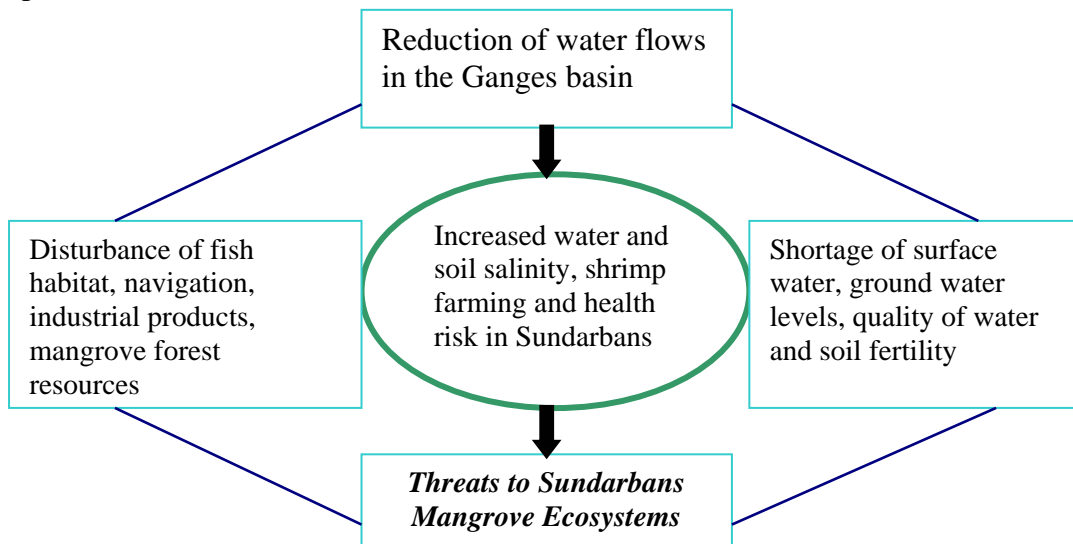 Reduction of water flows
in the Ganges basin
Disturbance of fish
habitat, navigation,
industrial products,
mangrove forest
resources
Increased water and
soil salinity, shrimp
farming and health
risk in Sundarbans
Shortage of surface
water, ground water
levels, quality of water
and soil fertility
Threats to Sundarbans
Mangrove Ecosystems